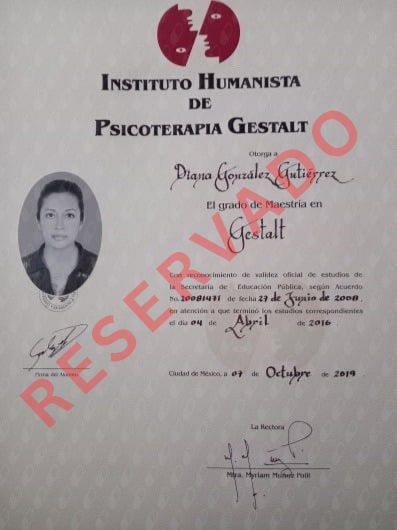 INSTITUTO HUMANISTA
DE
PSICOTERAPIA GESTALT
Otorga a
Diana González Gutiérrez
El grado de Maestría en
Gestalt
Con reconocimiento de validez oficial de estudios de
la Secretaría de Educación Pública, según Acuerdo
No. 20081471 de fecha 27 de Junio de 2008,
en atención a que terminó los estudios correspondientes
el día 04 de Abril de 2016.
Firma del Alumno
Ciudad de México, a 07 de Octubre de 2019.
La Rectora
Mtra. Myriam Muñoz Polit
RESERVADO